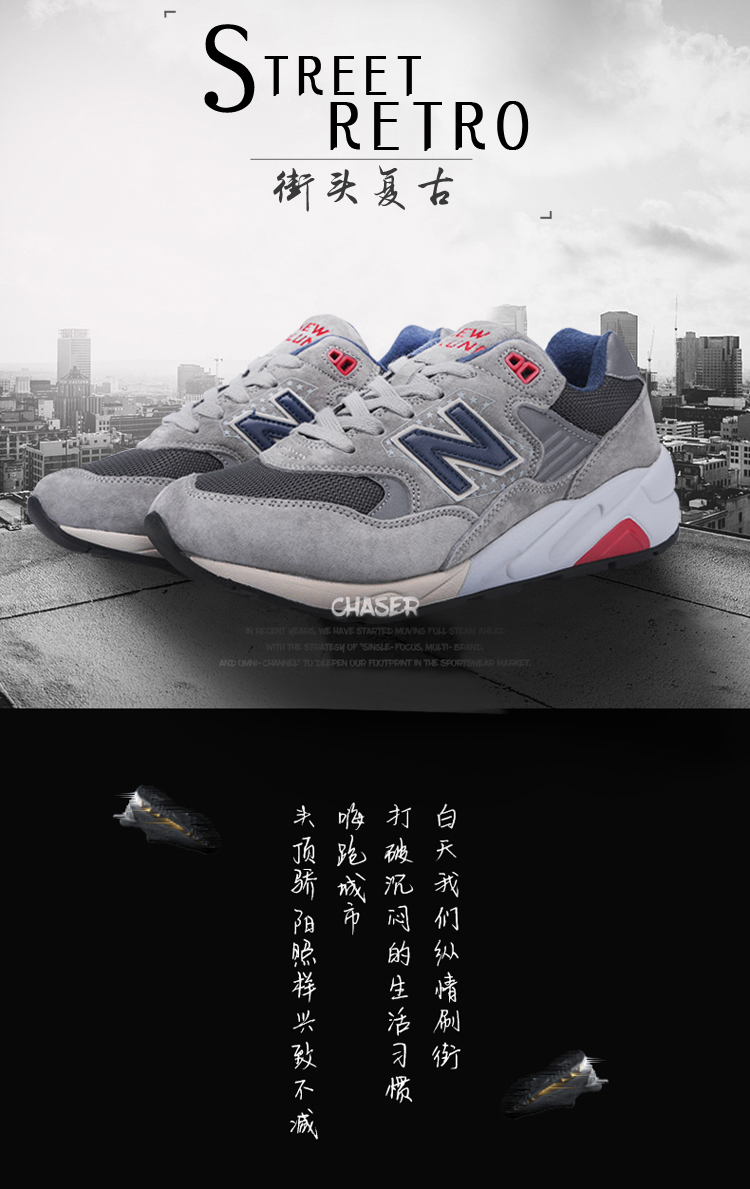 STREET
RETRO
街头复古
NEW
N
N
CHASER
IN RECENT YEARS, WE HAVE STARTED MOVING FULL STEAM AHEAD
WITH THE STRATEGY OF "SINGLE-FOCUS, MULTI-BRAND,
AND OMNI-CHANNEL" TO DEEPEN OUR FOOTPRINT IN THE SPORTSWEAR MARKET.
白天我们纵情刷街
打破沉闷的生活习惯
嗨跑城市
头顶骄阳照样兴致不减